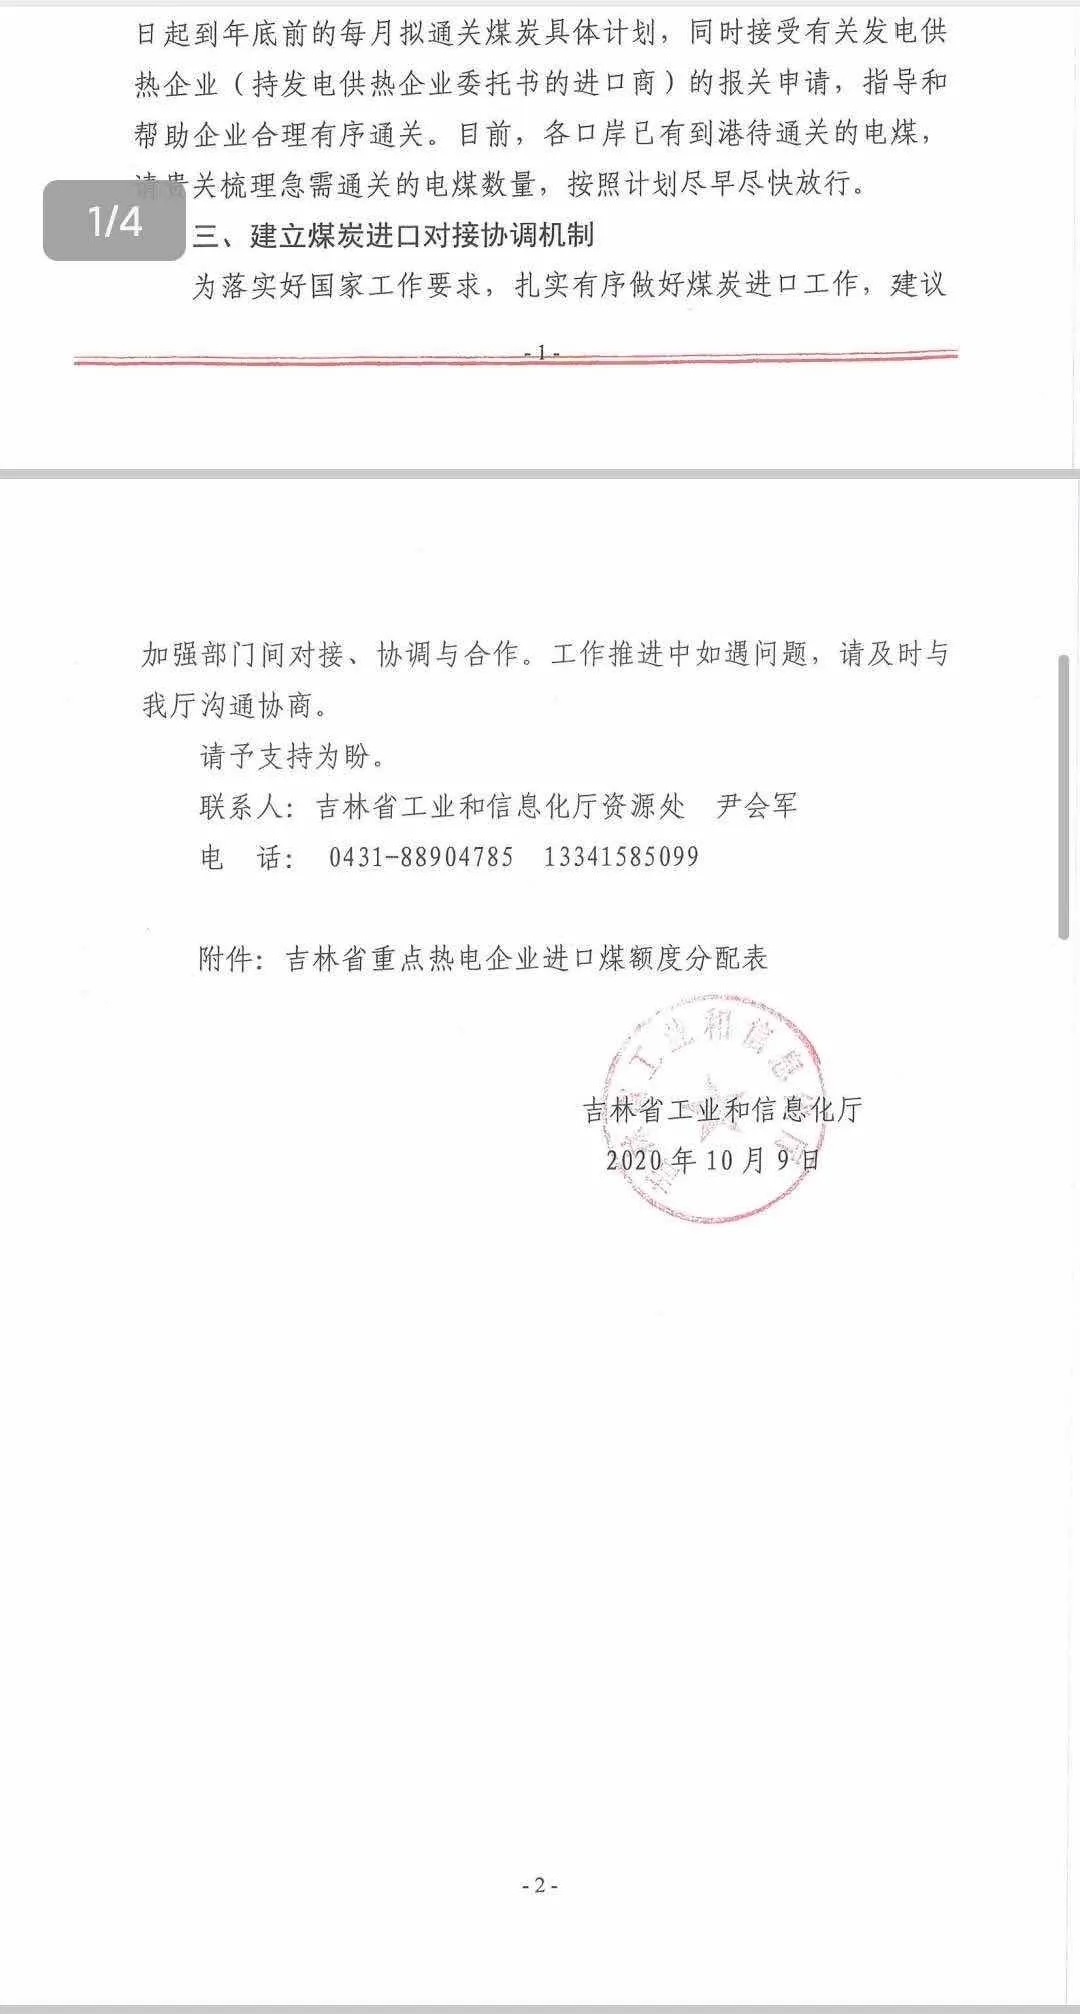 日起到年底前的每月拟通关煤炭具体计划，同时接受有关发电供
热企业（持发电供热企业委托书的进口商）的报关申请，指导和
帮助企业合理有序通关。目前，各口岸已有到港待通关的电煤，
请贵关梳理急需通关的电煤数量，按照计划尽早尽快放行。
1/4
三、建立煤炭进口对接协调机制
为落实好国家工作要求，扎实有序做好煤炭进口工作，建议
- 1 -
加强部门间对接、协调与合作。工作推进中如遇问题，请及时与
我厅沟通协商。
请予支持为盼。
联系人：吉林省工业和信息化厅资源处　尹会军
电　话：　0431-88904785　13341585099
附件：吉林省重点热电企业进口煤额度分配表
吉林省工业和信息化厅
吉林省工业和信息化厅
2020 年 10 月 9 日
- 2 -